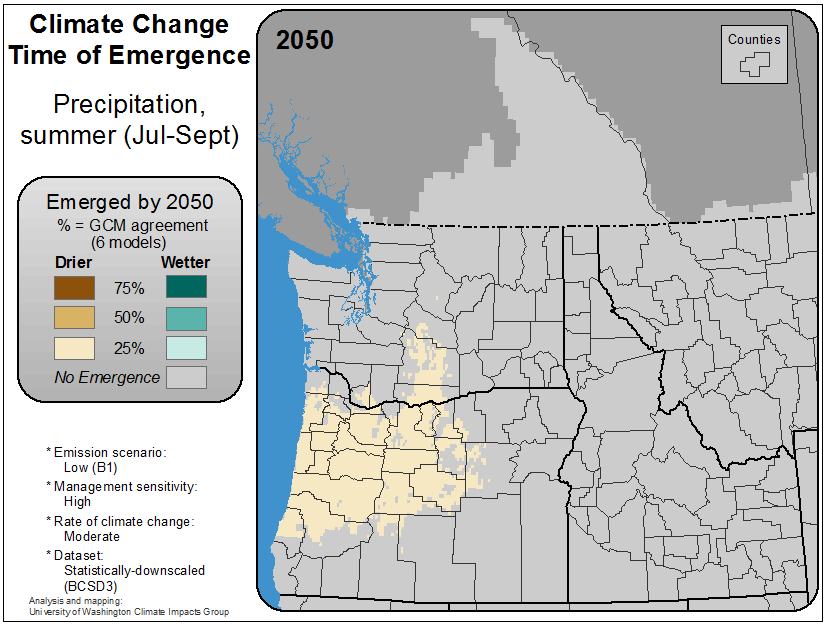 Climate Change
Time of Emergence
Precipitation,
summer (Jul-Sept)
Emerged by 2050
% = GCM agreement
(6 models)
Drier Wetter
75%
50%
25%
No Emergence
* Emission scenario:
Low (B1)
* Management sensitivity:
High
* Rate of climate change:
Moderate
* Dataset:
Statistically-downscaled
(BCSD3)
Analysis and mapping:
University of Washington Climate Impacts Group
2050
Counties